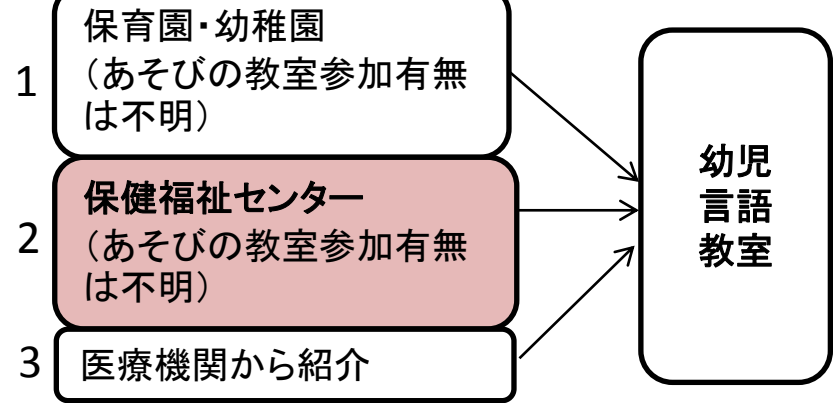 1
保育園・幼稚園
（あそびの教室参加有無
は不明）
2
保健福祉センター
（あそびの教室参加有無
は不明）
3
医療機関から紹介
幼児
言語
教室